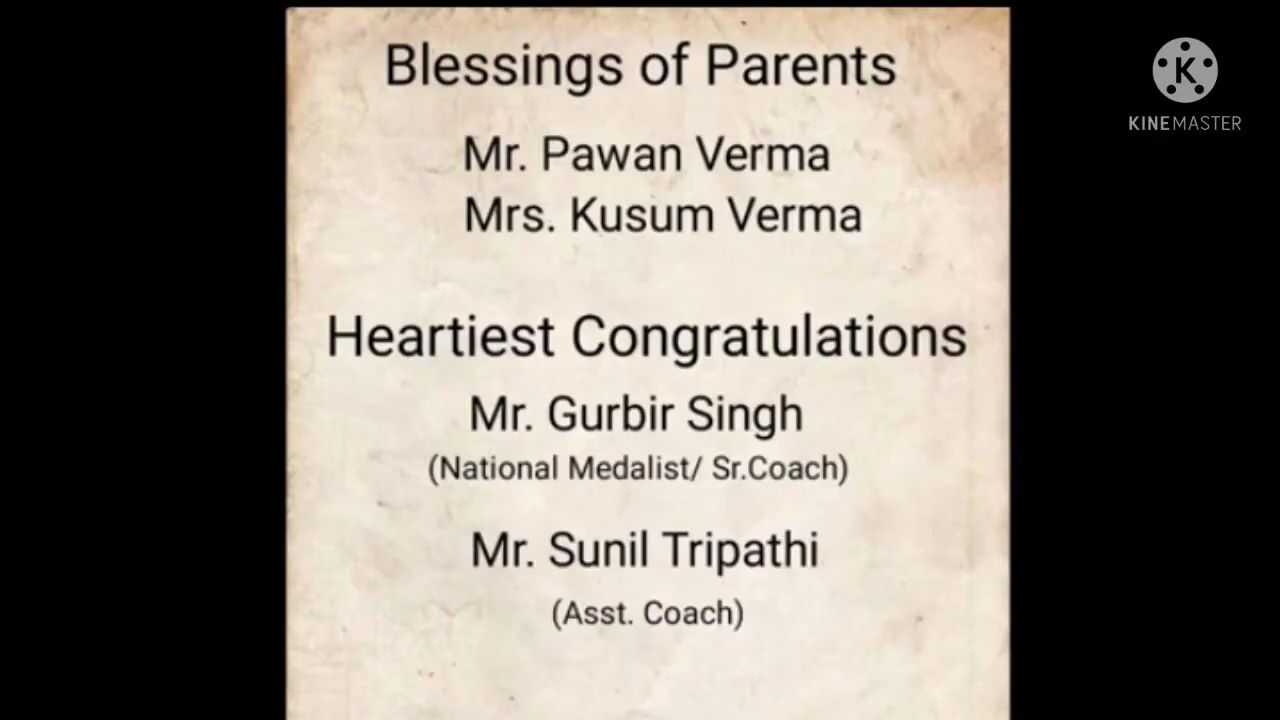 Blessings of Parents
Mr. Pawan Verma
Mrs. Kusum Verma
Heartiest Congratulations
Mr. Gurbir Singh
(National Medalist/ Sr.Coach)
Mr. Sunil Tripathi
(Asst. Coach)
K
KINEMASTER